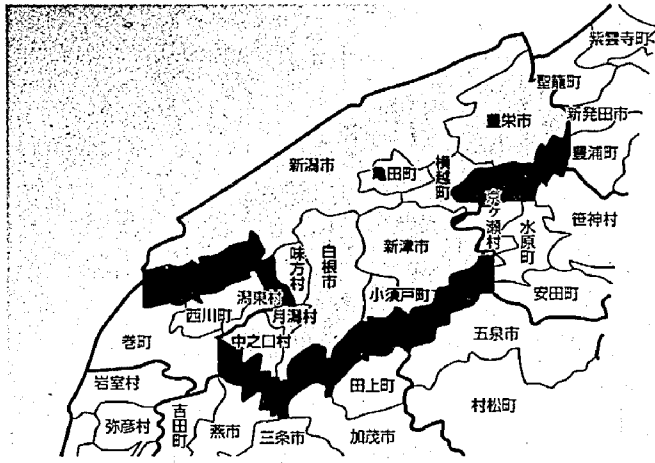 紫雲寺町
聖籠町
新発田市
豊栄市
豊浦町
新潟市
亀田町
横越町
京ヶ瀬村
水原町
笹神村
味方村
白根市
新津市
潟東村
月潟村
小須戸町
安田町
西川町
中之口村
巻町
五泉市
岩室村
田上町
村松町
弥彦村
吉田町
燕市
三条市
加茂市